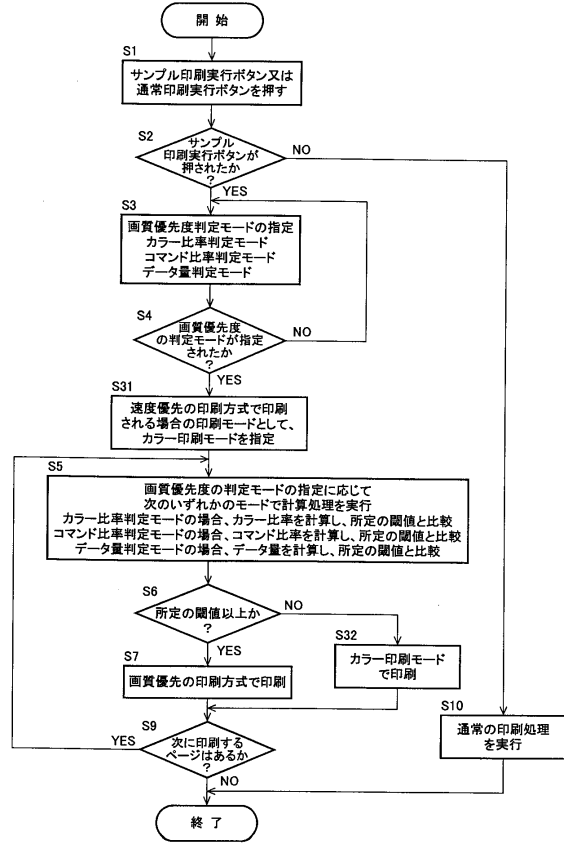 開 始
S1
サンプル印刷実行ボタン又は
通常印刷実行ボタンを押す
S2
サンプル
印刷実行ボタンが
押されたか
?
NO
YES
S3
画質優先度判定モードの指定
カラー比率判定モード
コマンド比率判定モード
データ量判定モード
S4
画質優先度
の判定モードが指定
されたか
?
NO
YES
S31
速度優先の印刷方式で印刷
される場合の印刷モードとして、
カラー印刷モードを指定
S5
画質優先度の判定モードの指定に応じて
次のいずれかのモードで計算処理を実行
カラー比率判定モードの場合、カラー比率を計算し、所定の閾値と比較
コマンド比率判定モードの場合、コマンド比率を計算し、所定の閾値と比較
データ量判定モードの場合、データ量を計算し、所定の閾値と比較
S6
所定の閾値以上か
?
NO
YES
S32
カラー印刷モード
で印刷
S7
画質優先の印刷方式で印刷
S10
通常の印刷処理
を実行
S9
次に印刷する
ページはあるか
?
YES
NO
終 了